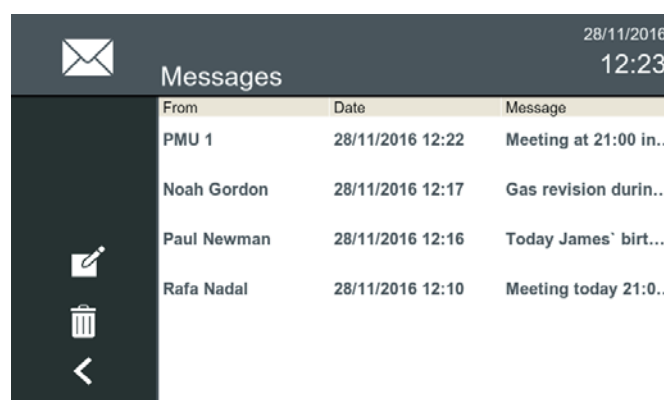 28/11/2016
Messages 12:23
From Date Message
PMU 1 28/11/2016 12:22 Meeting at 21:00 in..
Noah Gordon 28/11/2016 12:17 Gas revision durin..
Paul Newman 28/11/2016 12:16 Today James` birt...
Rafa Nadal 28/11/2016 12:10 Meeting today 21:0..